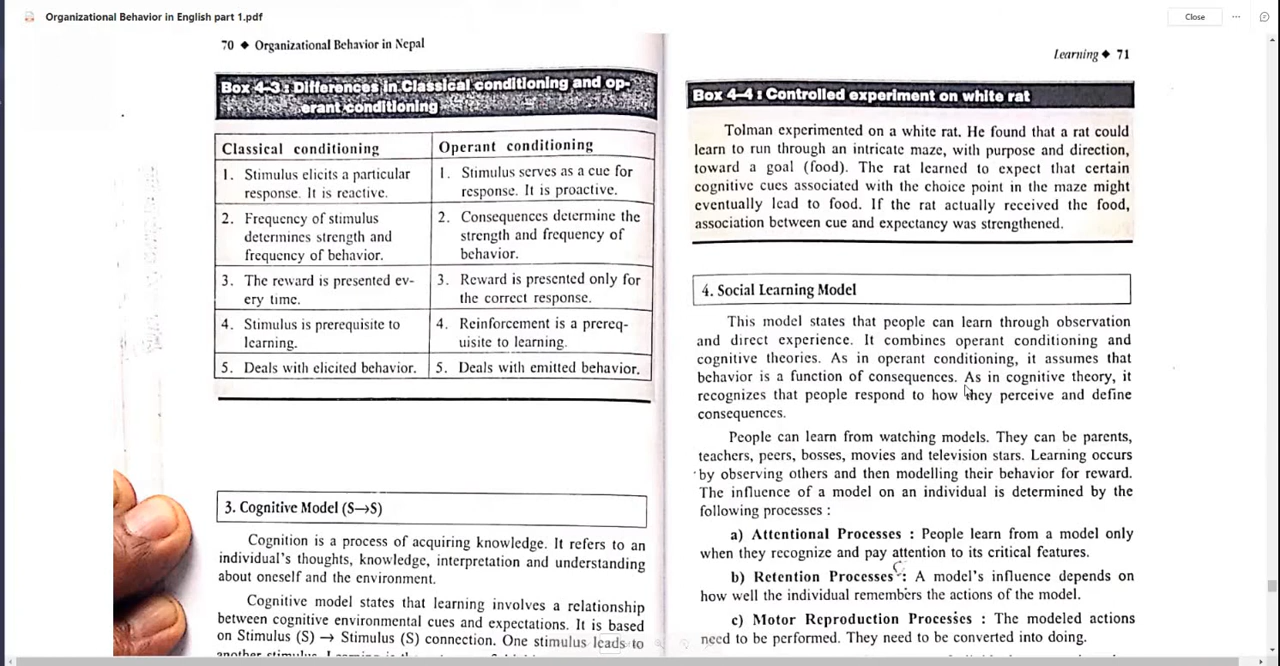 Organizational Behavior in English part 1.pdf
Close
70 ◆ Organizational Behavior in Nepal
Box 4-3 : Differences in Classical conditioning and op-
erant conditioning
Classical conditioning
Operant conditioning
1. Stimulus elicits a particular
response. It is reactive.
1. Stimulus serves as a cue for
response. It is proactive.
2. Frequency of stimulus
determines strength and
frequency of behavior.
2. Consequences determine the
strength and frequency of
behavior.
3. The reward is presented ev-
ery time.
3. Reward is presented only for
the correct response.
4. Stimulus is prerequisite to
learning.
4. Reinforcement is a prereq-
uisite to learning.
5. Deals with elicited behavior.
5. Deals with emitted behavior.
3. Cognitive Model (S→S)
Cognition is a process of acquiring knowledge. It refers to an
individual's thoughts, knowledge, interpretation and understanding
about oneself and the environment.
Cognitive model states that learning involves a relationship
between cognitive environmental cues and expectations. It is based
on Stimulus (S) → Stimulus (S) connection. One stimulus leads to
another stimulus.
Learning ◆ 71
Box 4-4 : Controlled experiment on white rat
Tolman experimented on a white rat. He found that a rat could
learn to run through an intricate maze, with purpose and direction,
toward a goal (food). The rat learned to expect that certain
cognitive cues associated with the choice point in the maze might
eventually lead to food. If the rat actually received the food,
association between cue and expectancy was strengthened.
4. Social Learning Model
This model states that people can learn through observation
and direct experience. It combines operant conditioning and
cognitive theories. As in operant conditioning, it assumes that
behavior is a function of consequences. As in cognitive theory, it
recognizes that people respond to how they perceive and define
consequences.
People can learn from watching models. They can be parents,
teachers, peers, bosses, movies and television stars. Learning occurs
by observing others and then modelling their behavior for reward.
The influence of a model on an individual is determined by the
following processes :
a) Attentional Processes : People learn from a model only
when they recognize and pay attention to its critical features.
b) Retention Processes : A model's influence depends on
how well the individual remembers the actions of the model.
c) Motor Reproduction Processes : The modeled actions
need to be performed. They need to be converted into doing.